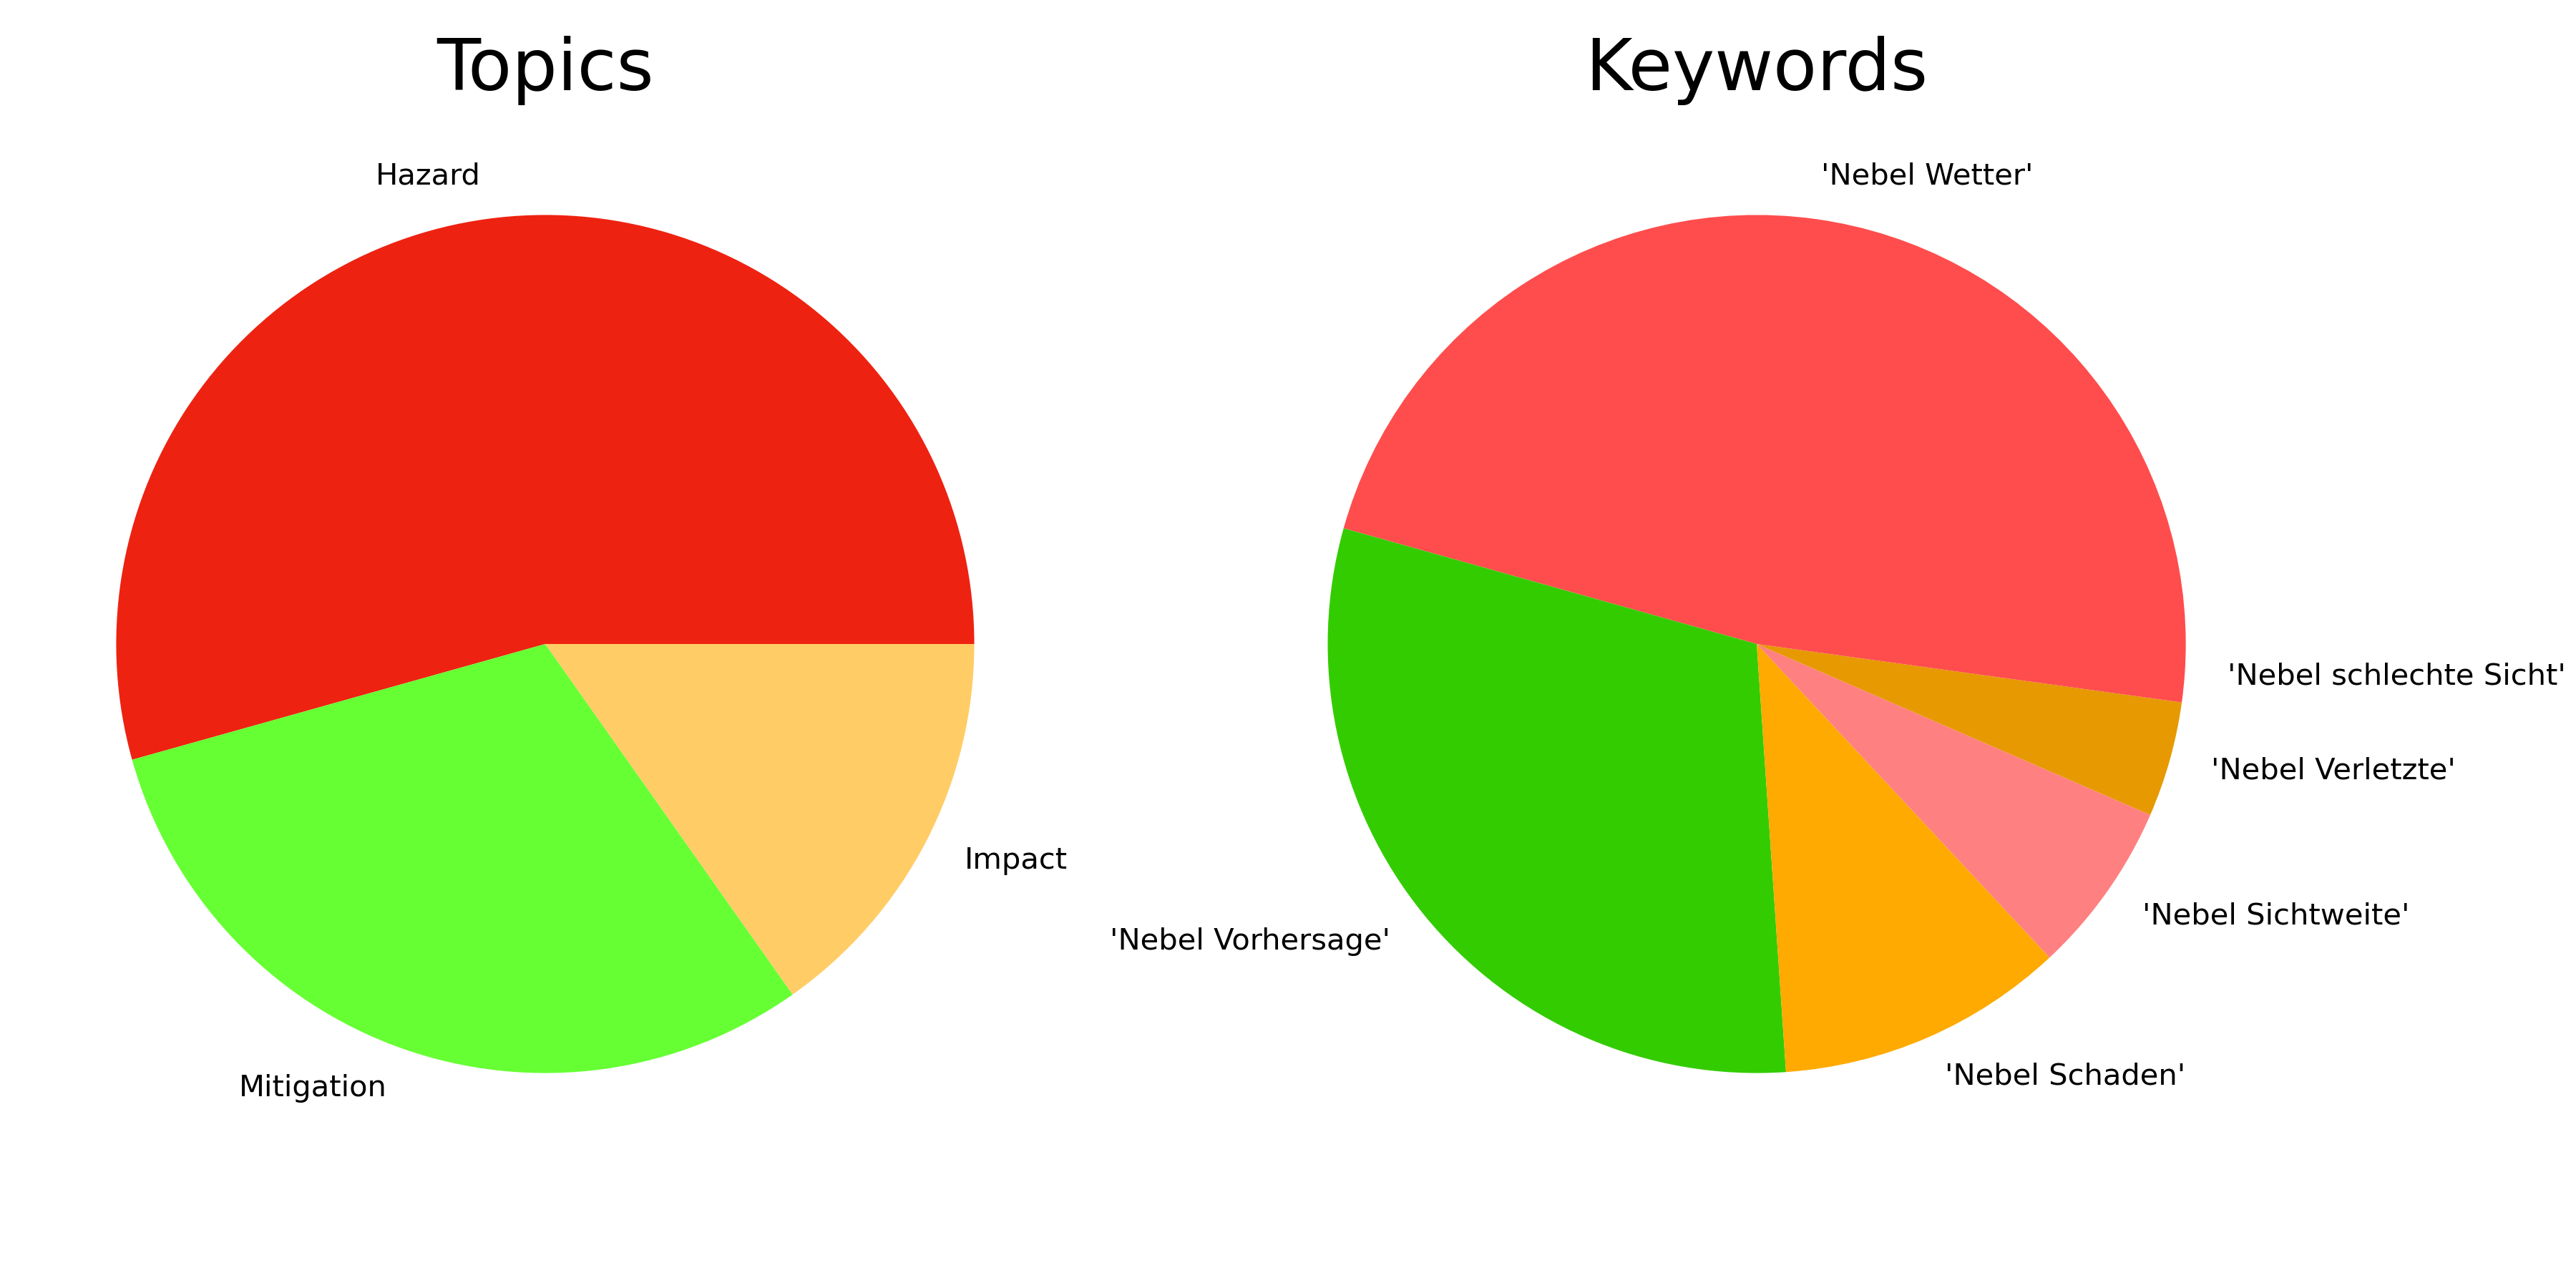 Topics
Hazard
Impact
Mitigation
Keywords
'Nebel Wetter'
'Nebel schlechte Sicht'
'Nebel Verletzte'
'Nebel Sichtweite'
'Nebel Vorhersage'
'Nebel Schaden'